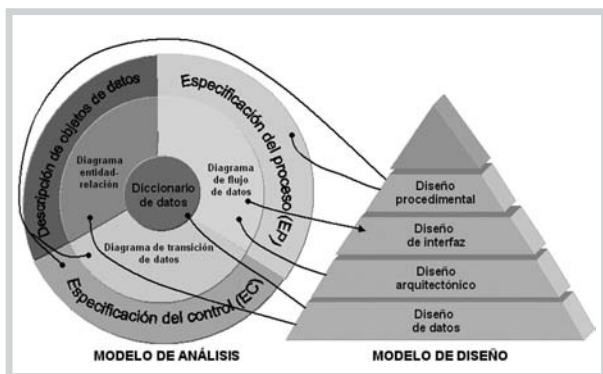 Descripción de objetos de datos
Especificación del proceso (EP)
Diagrama
entidad-
relación
Diccionario
de datos
Diagrama
de flujo
de datos
Diagrama de transición
de datos
Especificación del control (EC)
MODELO DE ANÁLISIS
Diseño
procedimental
Diseño
de interfaz
Diseño
arquitectónico
Diseño
de datos
MODELO DE DISEÑO